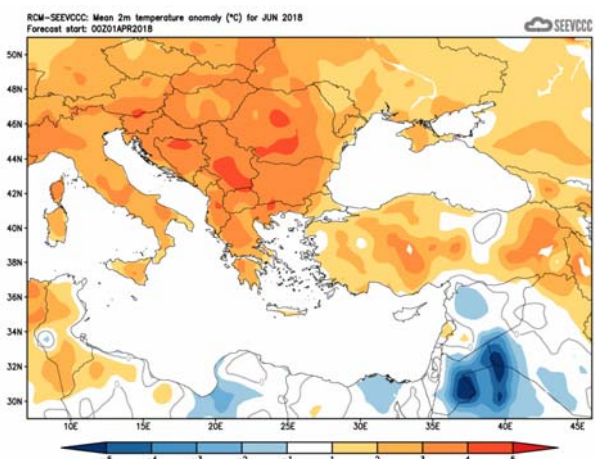 RCM-SEEVCCC: Mean 2m temperature anomaly (°C) for JUN 2018
Forecast start: 00Z01APR2018
SEEVCCC
50N
48N
46N
44N
42N
40N
38N
36N
34N
32N
30N
10E 15E 20E 25E 30E 35E 40E 45E